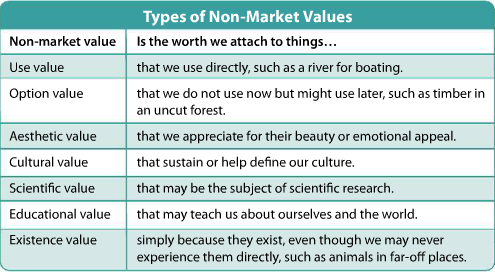 Types of Non-Market Values
Non-market value Is the worth we attach to things…
Use value that we use directly, such as a river for boating.
Option value that we do not use now but might use later, such as timber in
an uncut forest.
Aesthetic value that we appreciate for their beauty or emotional appeal.
Cultural value that sustain or help define our culture.
Scientific value that may be the subject of scientific research.
Educational value that may teach us about ourselves and the world.
Existence value simply because they exist, even though we may never
experience them directly, such as animals in far-off places.